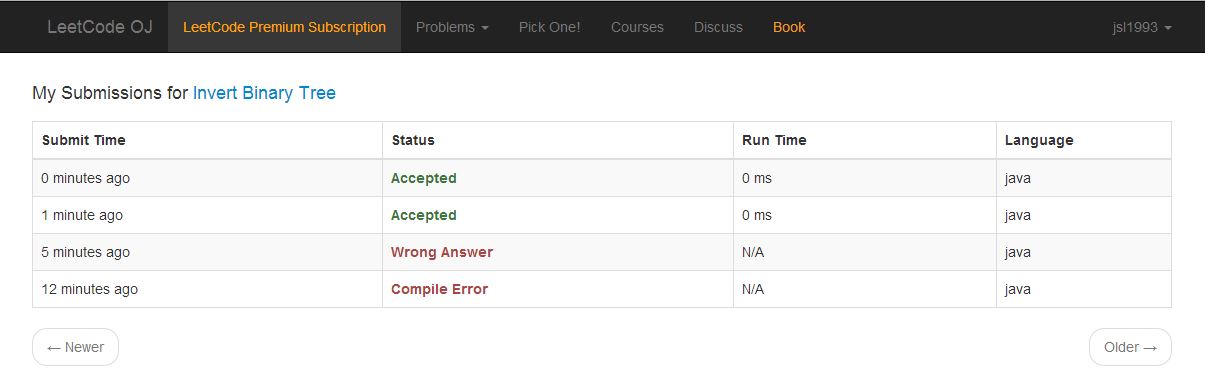 LeetCode OJ LeetCode Premium Subscription Problems Pick One! Courses Discuss Book jsl1993
My Submissions for Invert Binary Tree
Submit Time Status Run Time Language
0 minutes ago Accepted 0 ms java
1 minute ago Accepted 0 ms java
5 minutes ago Wrong Answer N/A java
12 minutes ago Compile Error N/A java
← Newer Older →